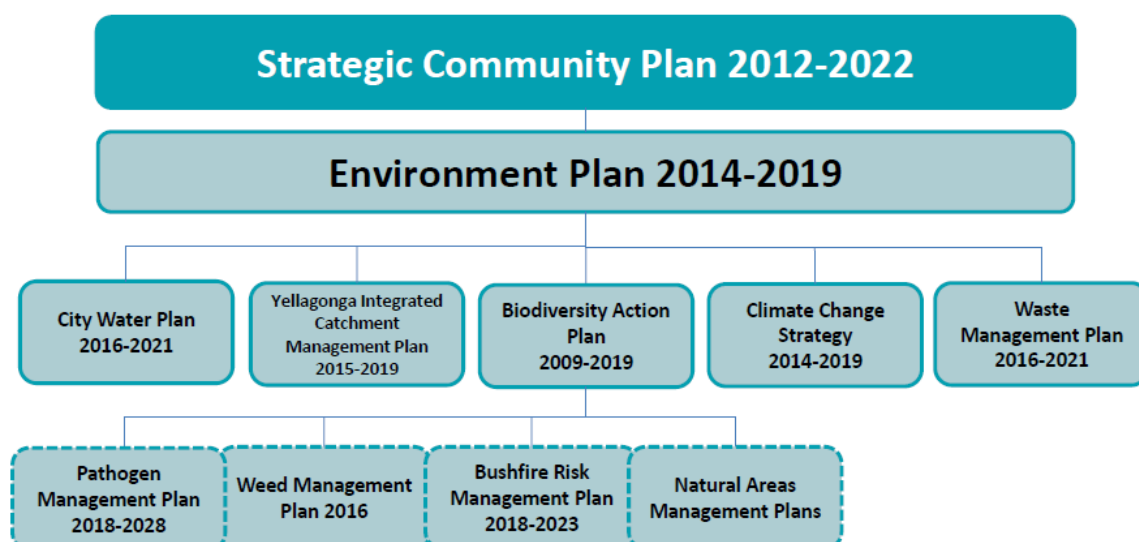 Strategic Community Plan 2012-2022
Environment Plan 2014-2019
City Water Plan
2016-2021
Yellagonga Integrated
Catchment
Management Plan
2015-2019
Biodiversity Action
Plan
2009-2019
Climate Change
Strategy
2014-2019
Waste
Management Plan
2016-2021
Pathogen
Management Plan
2018-2028
Weed Management
Plan 2016
Bushfire Risk
Management Plan
2018-2023
Natural Areas
Management Plans